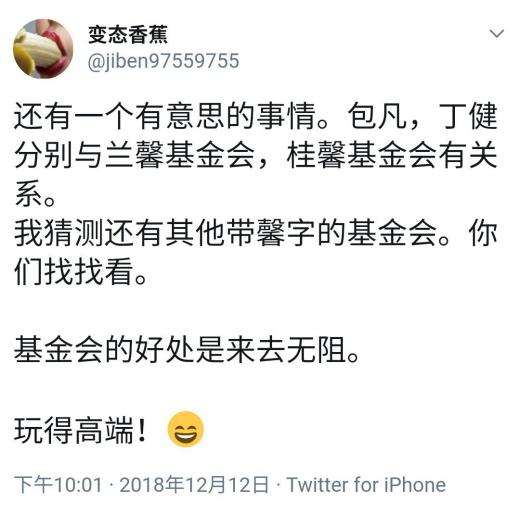 变态香蕉
@jiben97559755
还有一个有意思的事情。包凡，丁健
分别与兰馨基金会，桂馨基金会有关
系。
我猜测还有其他带馨字的基金会。你
们找找看。
基金会的好处是来去无阻。
玩得高端！😄
下午10:01 · 2018年12月12日 · Twitter for iPhone